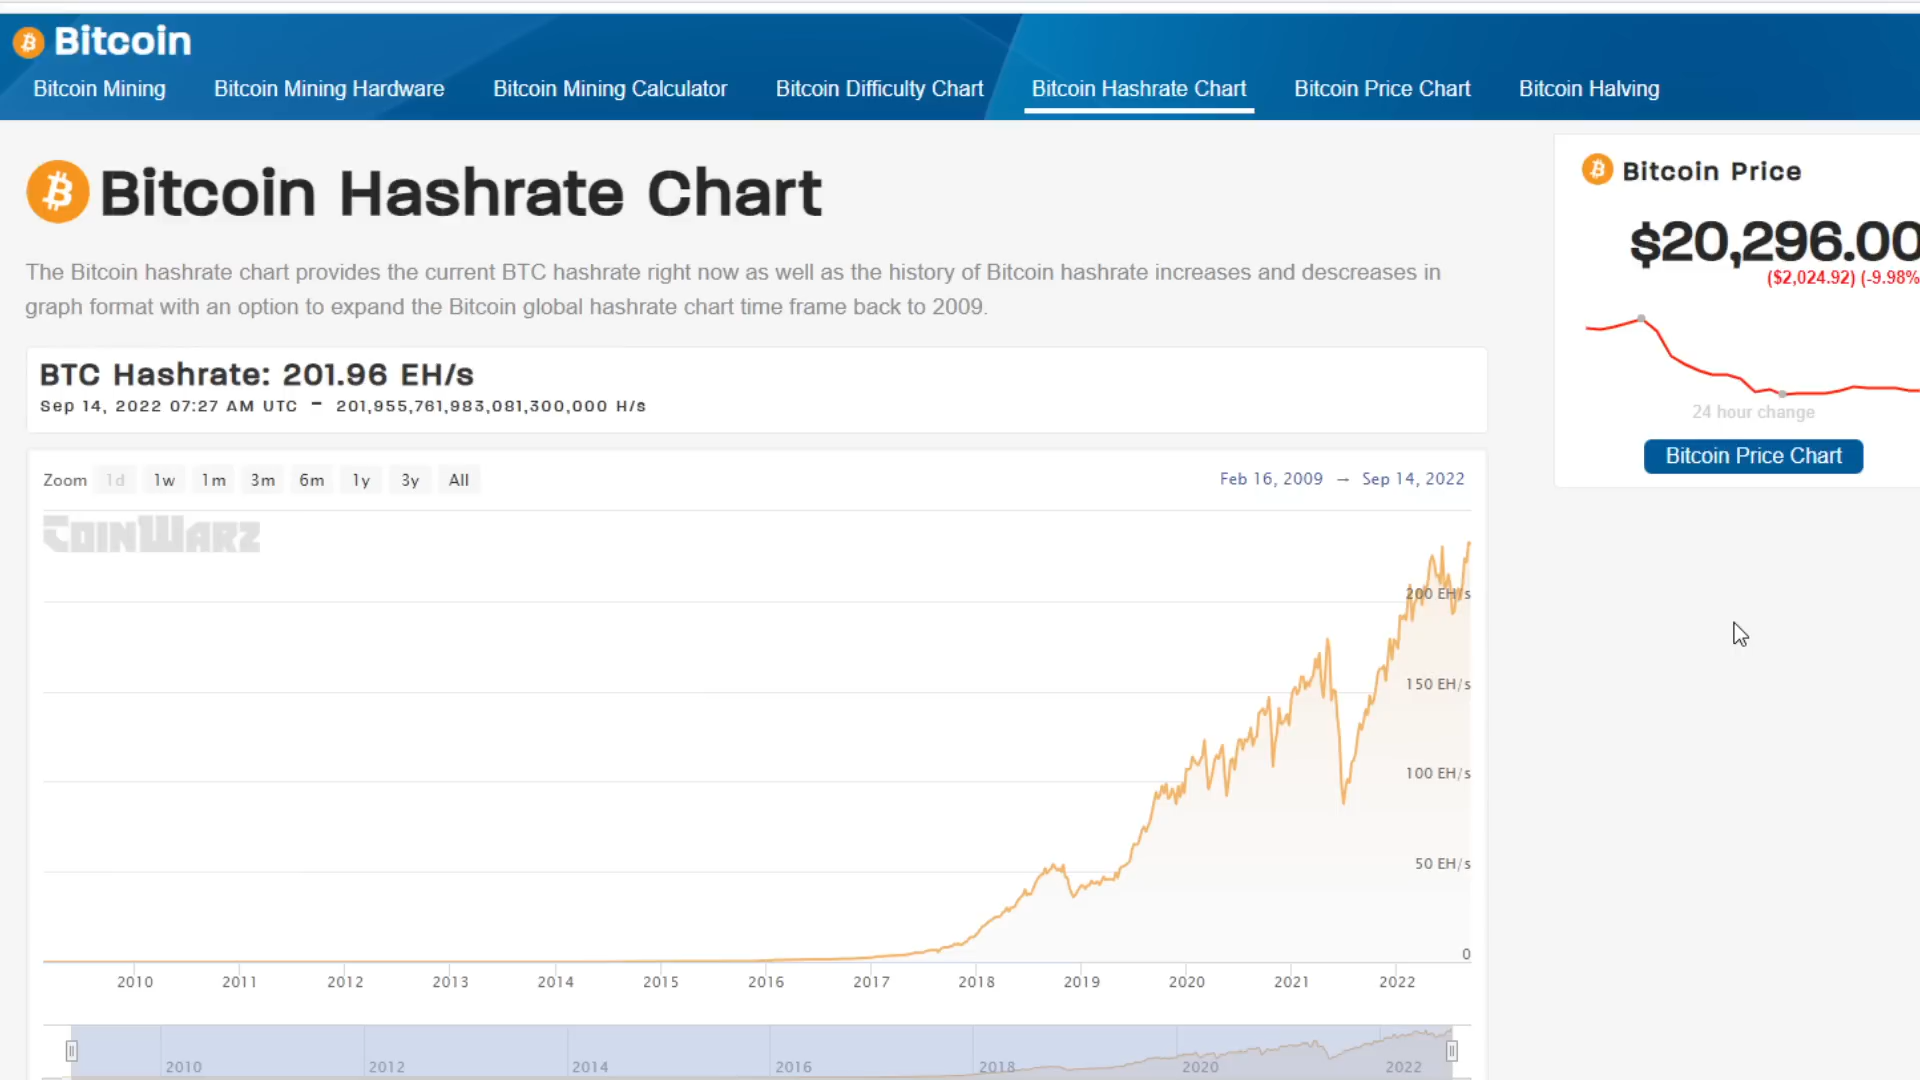 Bitcoin
Bitcoin Mining Bitcoin Mining Hardware Bitcoin Mining Calculator Bitcoin Difficulty Chart Bitcoin Hashrate Chart Bitcoin Price Chart Bitcoin Halving
Bitcoin Hashrate Chart
The Bitcoin hashrate chart provides the current BTC hashrate right now as well as the history of Bitcoin hashrate increases and descreases in
graph format with an option to expand the Bitcoin global hashrate chart time frame back to 2009.
BTC Hashrate: 201.96 EH/s
Sep 14, 2022 07:27 AM UTC – 201,955,761,983,081,300,000 H/s
Zoom 1d 1w 1m 3m 6m 1y 3y All
Feb 16, 2009 → Sep 14, 2022
CoinWarz
200 EH/s
150 EH/s
100 EH/s
50 EH/s
0
2010 2011 2012 2013 2014 2015 2016 2017 2018 2019 2020 2021 2022
2010 2012 2014 2016 2018 2020 2022
Bitcoin Price
$20,296.00
($2,024.92) (-9.98%
24 hour change
Bitcoin Price Chart